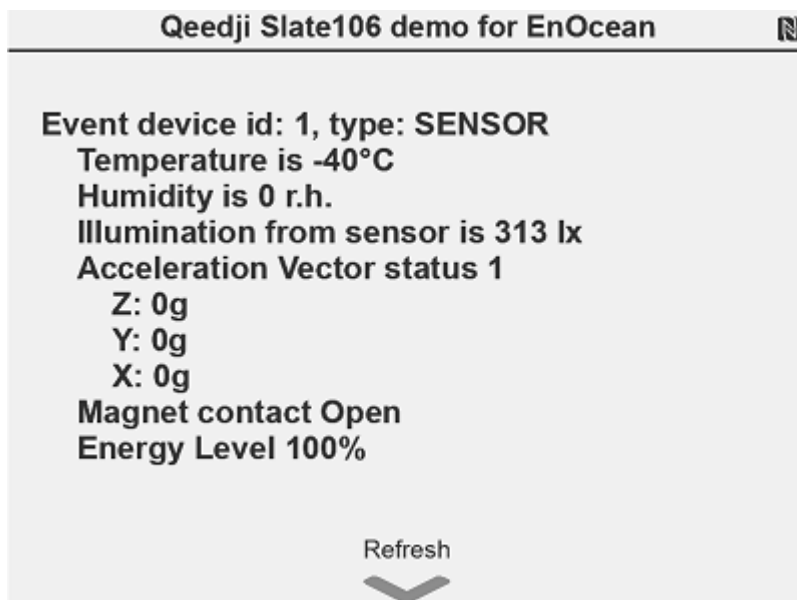 Qeedji Slate106 demo for EnOcean
Event device id: 1, type: SENSOR
Temperature is -40°C
Humidity is 0 r.h.
Illumination from sensor is 313 lx
Acceleration Vector status 1
Z: 0g
Y: 0g
X: 0g
Magnet contact Open
Energy Level 100%
Refresh